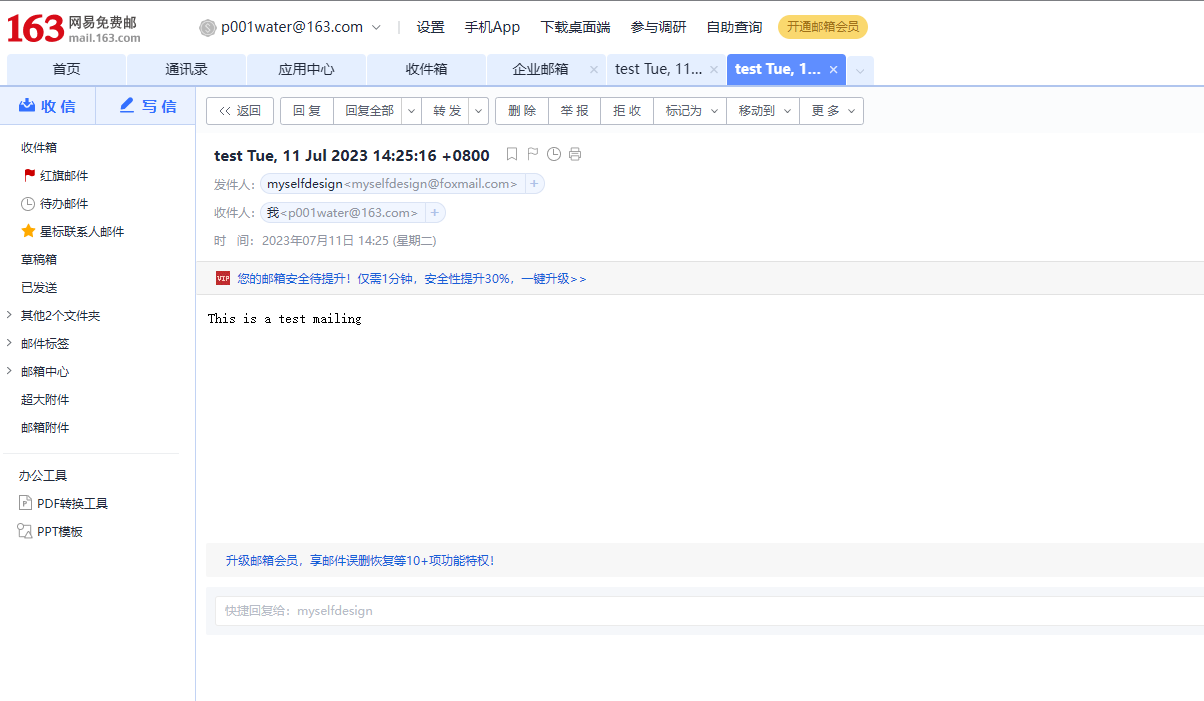 163 网易免费邮 mail.163.com p001water@163.com 设置 手机App 下载桌面端 参与调研 自助查询 开通邮箱会员
首页 通讯录 应用中心 收件箱 企业邮箱 × test Tue, 11... × test Tue, 1... ×
收 信 写 信
<< 返回 回 复 回复全部 转 发 删 除 举 报 拒 收 标记为 移动到 更 多
收件箱
红旗邮件
待办邮件
星标联系人邮件
草稿箱
已发送
其他2个文件夹
邮件标签
邮箱中心
超大附件
邮箱附件
办公工具
PDF转换工具
PPT模板
test Tue, 11 Jul 2023 14:25:16 +0800
发件人： myselfdesign<myselfdesign@foxmail.com> +
收件人： 我<p001water@163.com> +
时 间： 2023年07月11日 14:25 (星期二)
VIP 您的邮箱安全待提升！仅需1分钟，安全性提升30%，一键升级>>
This is a test mailing
升级邮箱会员，享邮件误删恢复等10+项功能特权！
快捷回复给：myselfdesign